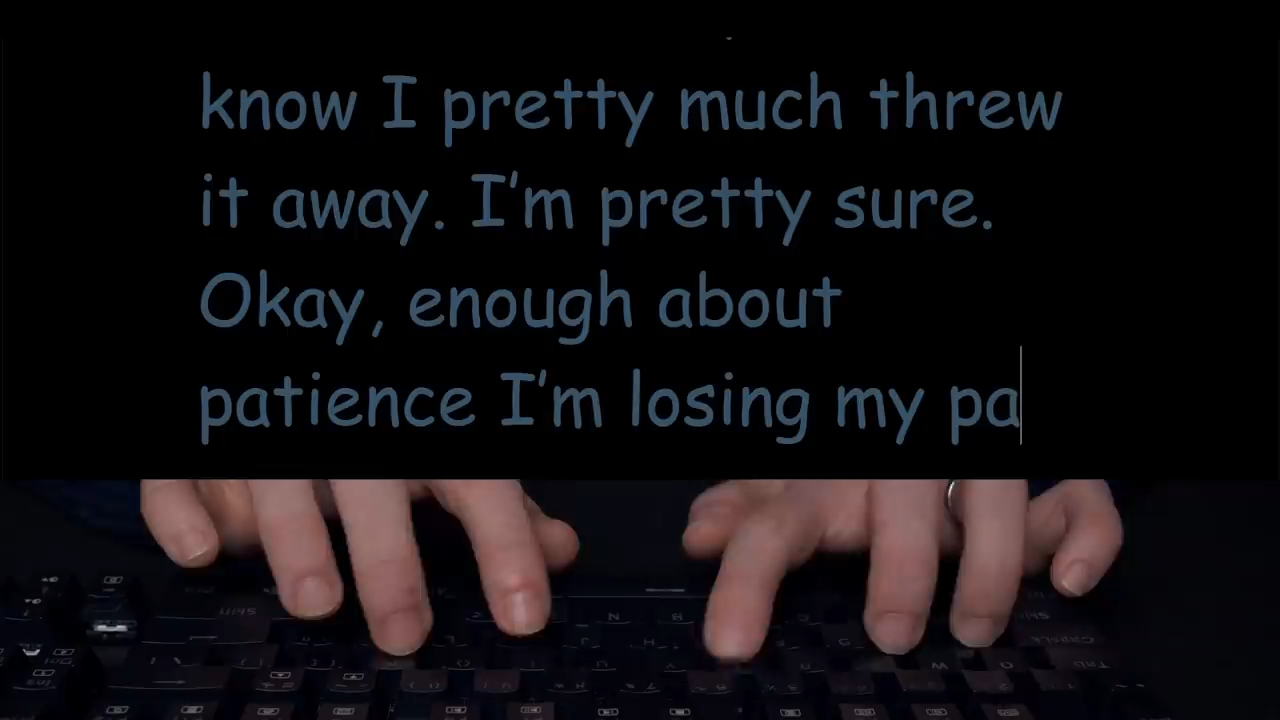 know I pretty much threw
it away. I'm pretty sure.
Okay, enough about
patience I'm losing my pa